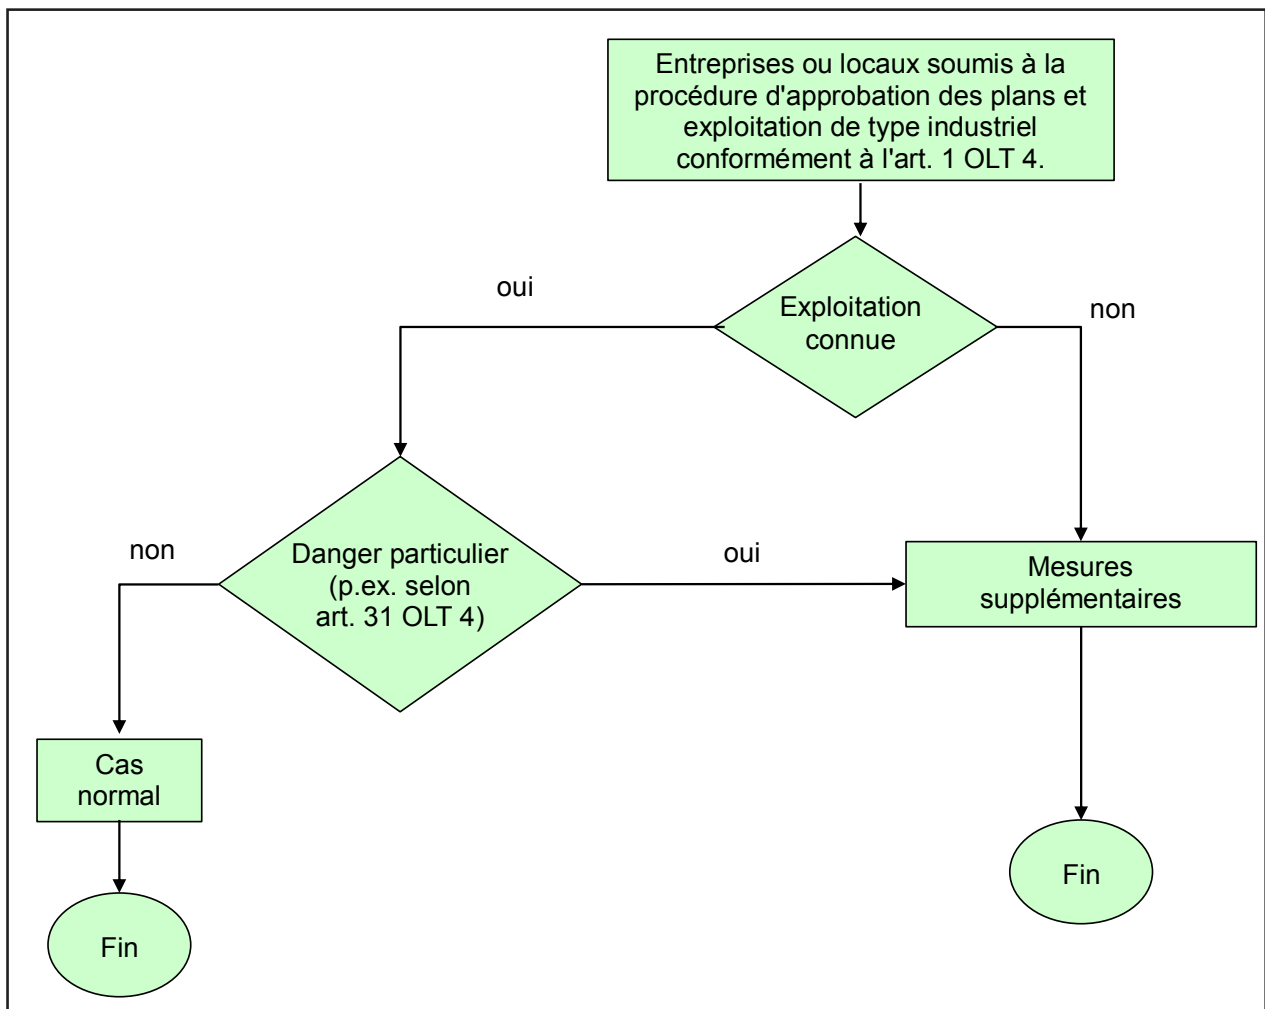 Entreprises ou locaux soumis à la
procédure d'approbation des plans et
exploitation de type industriel
conformément à l'art. 1 OLT 4.
oui
Exploitation
connue
non
non
Danger particulier
(p.ex. selon
art. 31 OLT 4)
oui
Mesures
supplémentaires
Cas
normal
Fin
Fin